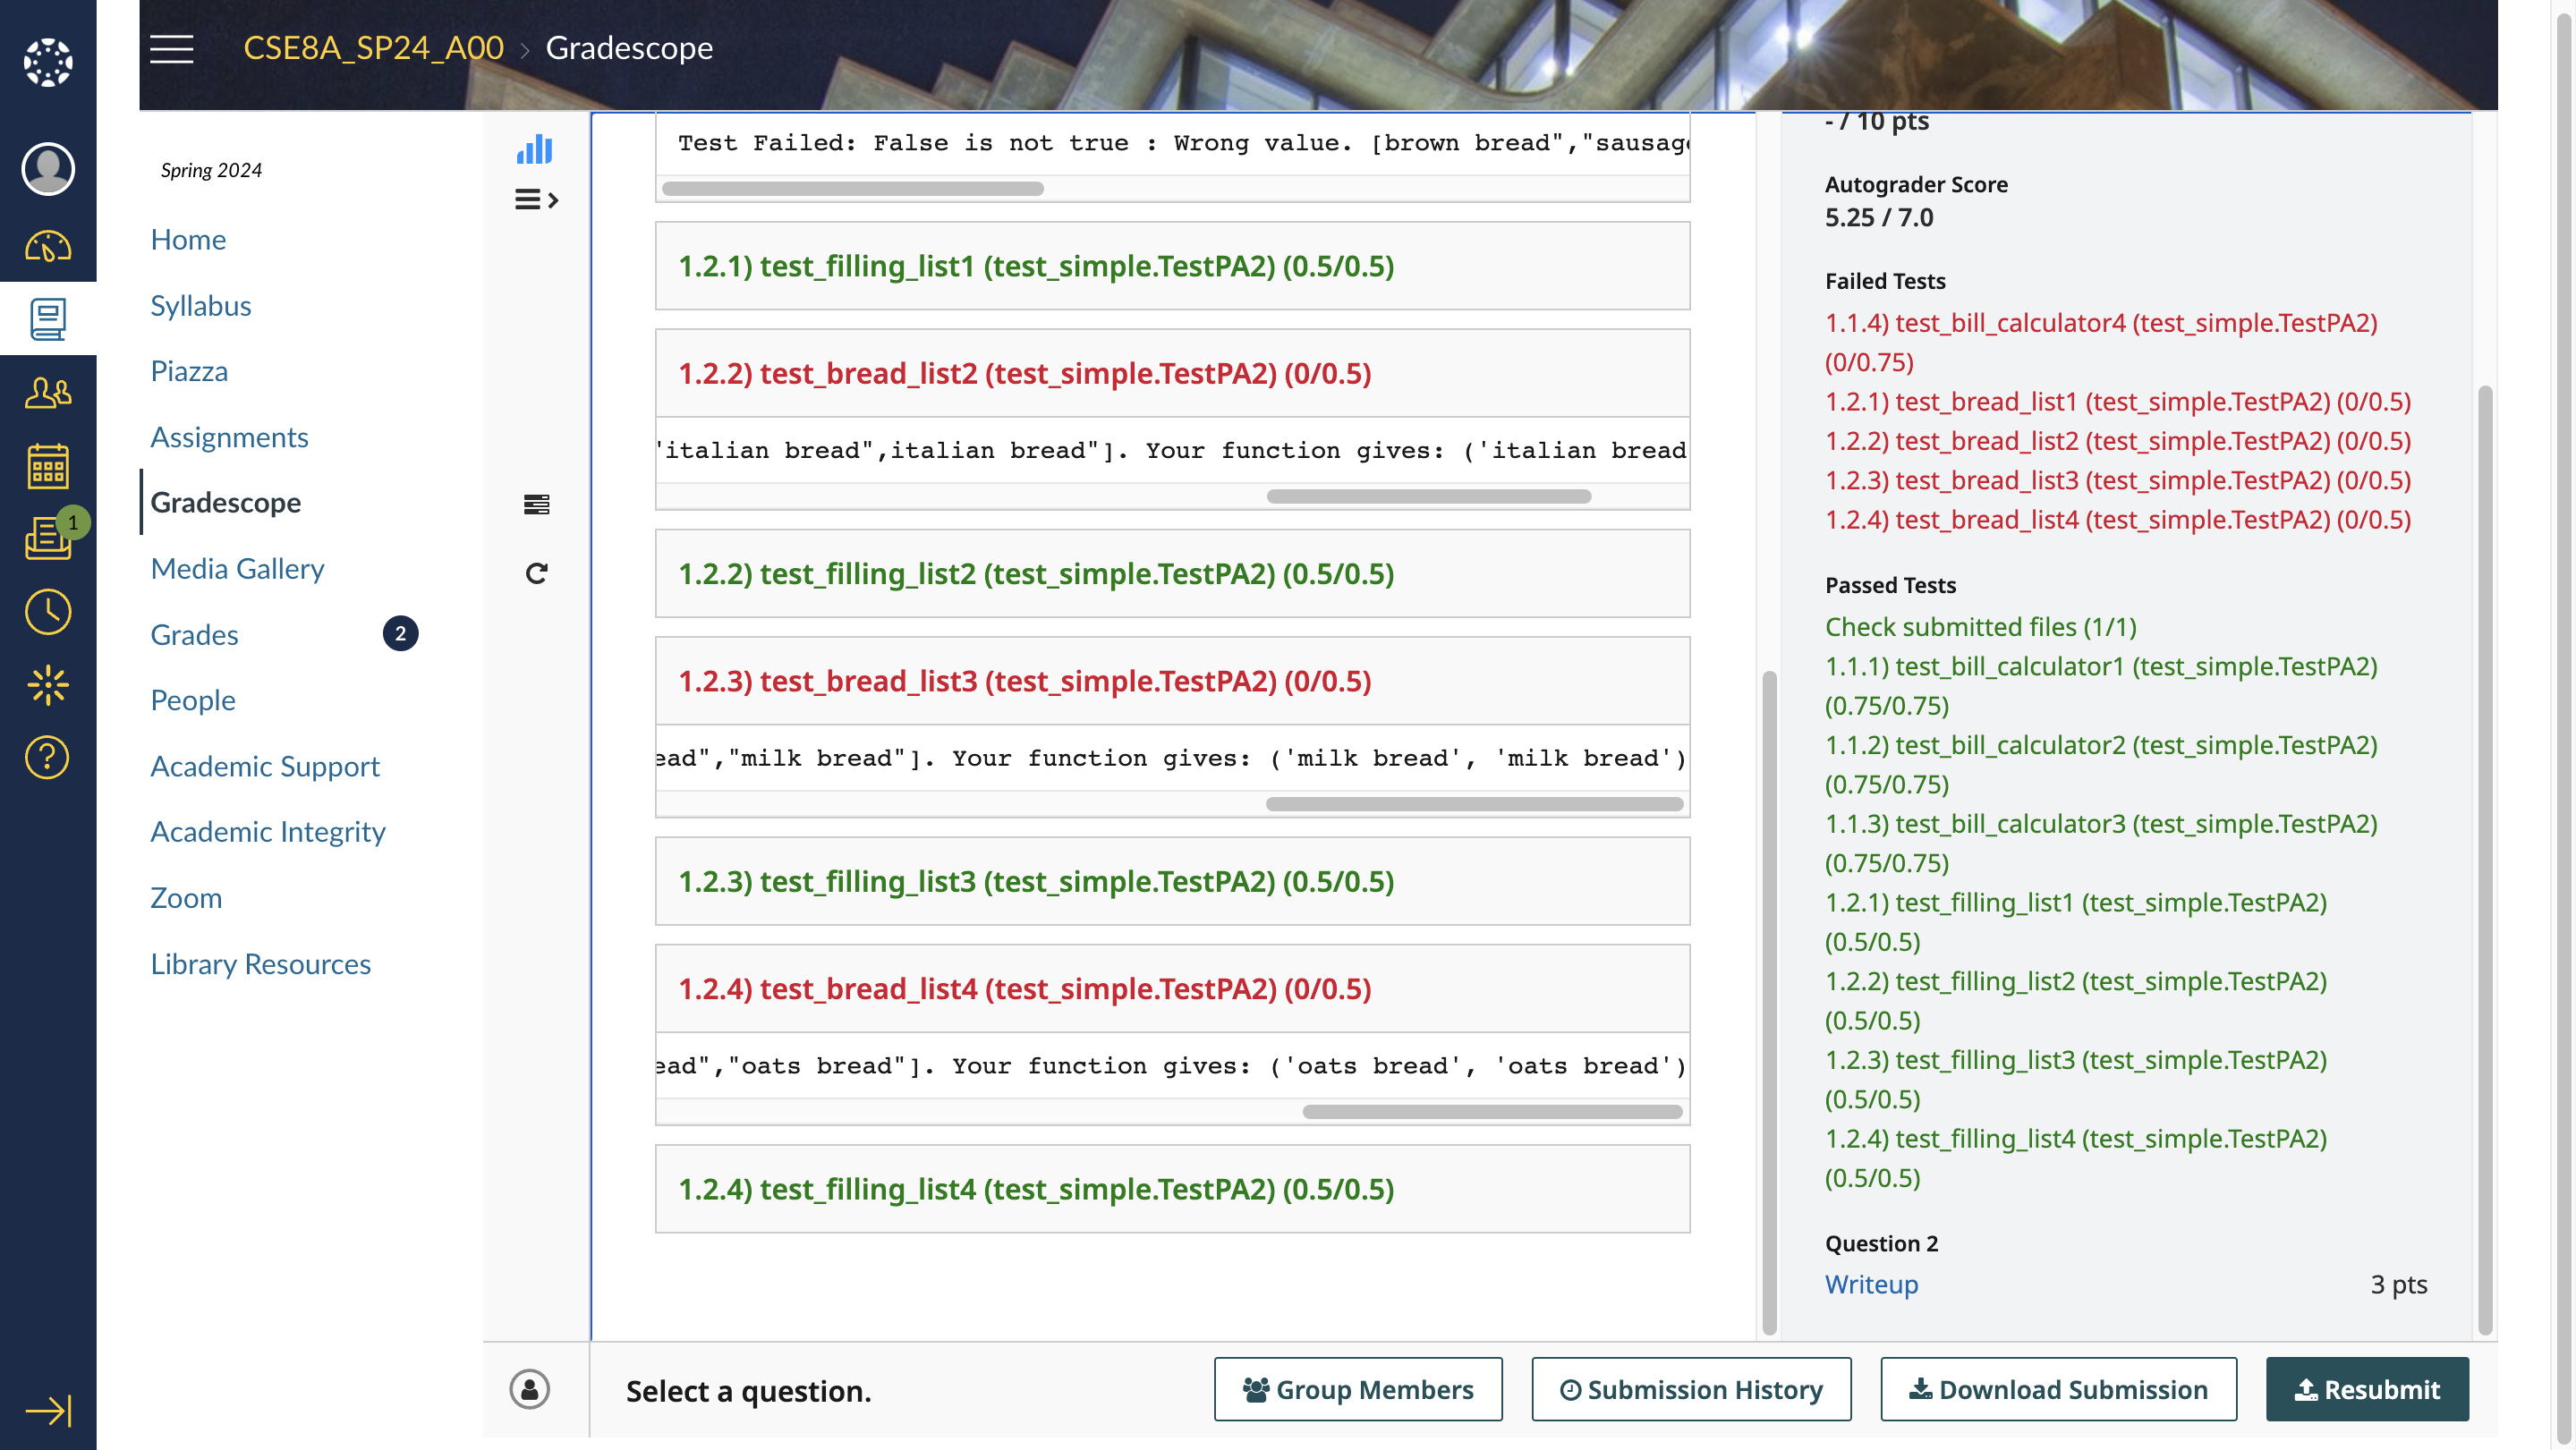 CSE8A_SP24_A00 > Gradescope
Spring 2024
Home
Syllabus
Piazza
Assignments
Gradescope
Media Gallery
Grades 2
People
Academic Support
Academic Integrity
Zoom
Library Resources
1
Test Failed: False is not true : Wrong value. [brown bread","sausag
1.2.1) test_filling_list1 (test_simple.TestPA2) (0.5/0.5)
1.2.2) test_bread_list2 (test_simple.TestPA2) (0/0.5)
"italian bread",italian bread"]. Your function gives: ('italian bread
1.2.2) test_filling_list2 (test_simple.TestPA2) (0.5/0.5)
1.2.3) test_bread_list3 (test_simple.TestPA2) (0/0.5)
ead","milk bread"]. Your function gives: ('milk bread', 'milk bread')
1.2.3) test_filling_list3 (test_simple.TestPA2) (0.5/0.5)
1.2.4) test_bread_list4 (test_simple.TestPA2) (0/0.5)
ead","oats bread"]. Your function gives: ('oats bread', 'oats bread')
1.2.4) test_filling_list4 (test_simple.TestPA2) (0.5/0.5)
- / 10 pts
Autograder Score
5.25 / 7.0
Failed Tests
1.1.4) test_bill_calculator4 (test_simple.TestPA2)
(0/0.75)
1.2.1) test_bread_list1 (test_simple.TestPA2) (0/0.5)
1.2.2) test_bread_list2 (test_simple.TestPA2) (0/0.5)
1.2.3) test_bread_list3 (test_simple.TestPA2) (0/0.5)
1.2.4) test_bread_list4 (test_simple.TestPA2) (0/0.5)
Passed Tests
Check submitted files (1/1)
1.1.1) test_bill_calculator1 (test_simple.TestPA2)
(0.75/0.75)
1.1.2) test_bill_calculator2 (test_simple.TestPA2)
(0.75/0.75)
1.1.3) test_bill_calculator3 (test_simple.TestPA2)
(0.75/0.75)
1.2.1) test_filling_list1 (test_simple.TestPA2)
(0.5/0.5)
1.2.2) test_filling_list2 (test_simple.TestPA2)
(0.5/0.5)
1.2.3) test_filling_list3 (test_simple.TestPA2)
(0.5/0.5)
1.2.4) test_filling_list4 (test_simple.TestPA2)
(0.5/0.5)
Question 2
Writeup 3 pts
Select a question.
Group Members
Submission History
Download Submission
Resubmit